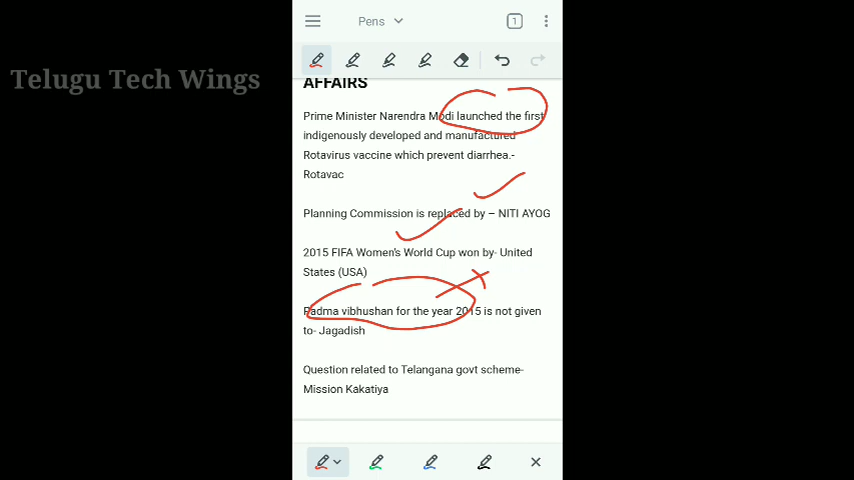 Pens
1
Telugu Tech Wings
AFFAIRS
Prime Minister Narendra Modi launched the first
indigenously developed and manufactured
Rotavirus vaccine which prevent diarrhea.-
Rotavac
Planning Commission is replaced by – NITI AYOG
2015 FIFA Women's World Cup won by- United
States (USA)
Padma vibhushan for the year 2015 is not given
to- Jagadish
Question related to Telangana govt scheme-
Mission Kakatiya